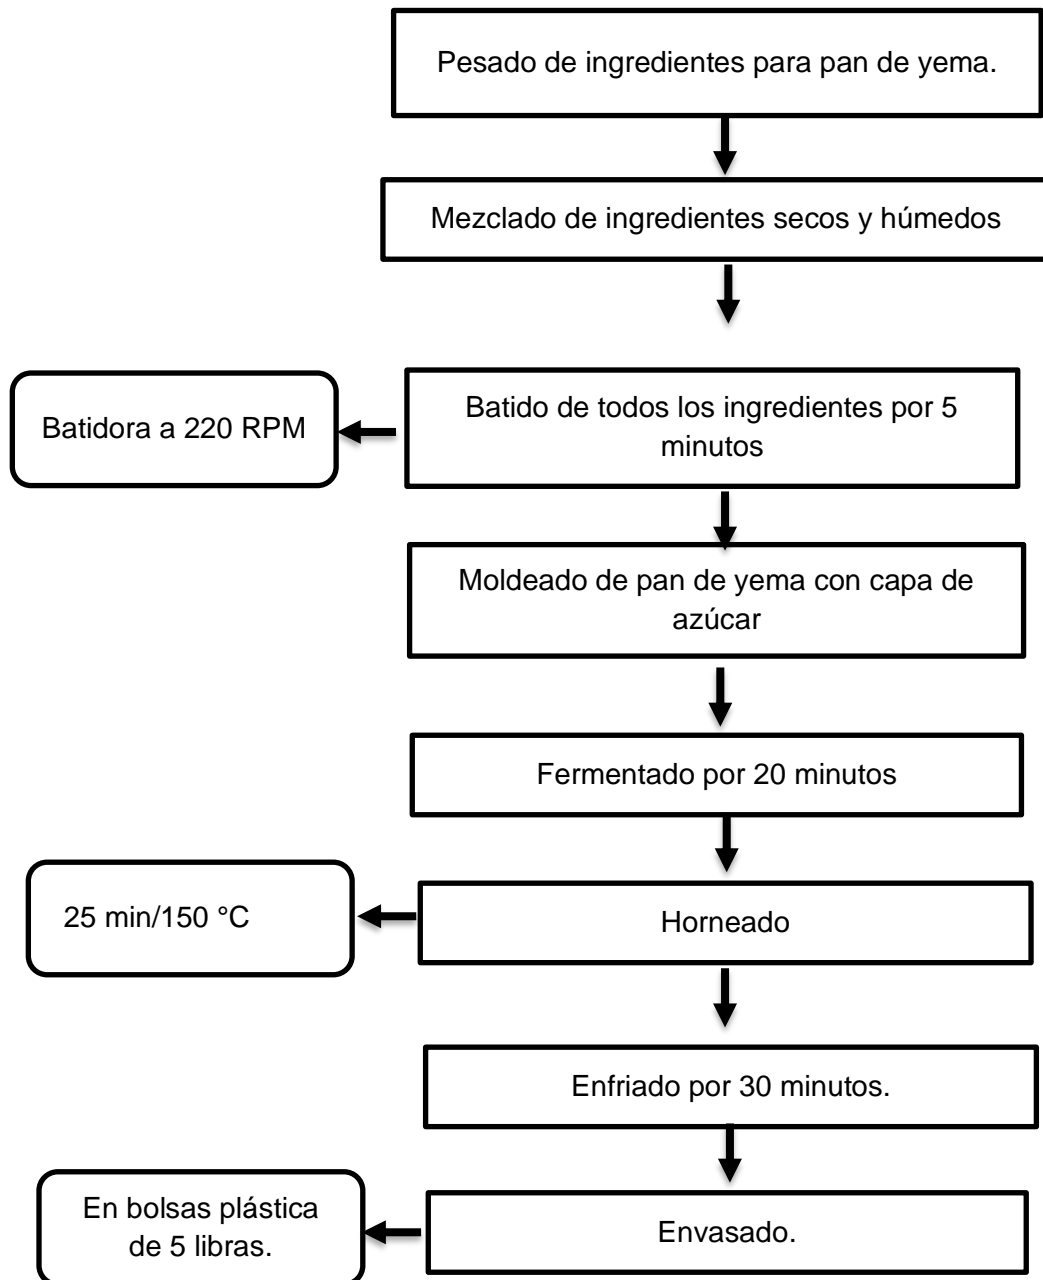 Pesado de ingredientes para pan de yema.
Mezclado de ingredientes secos y húmedos
Batidora a 220 RPM
Batido de todos los ingredientes por 5
minutos
Moldeado de pan de yema con capa de
azúcar
Fermentado por 20 minutos
25 min/150 °C
Horneado
Enfriado por 30 minutos.
En bolsas plástica
de 5 libras.
Envasado.